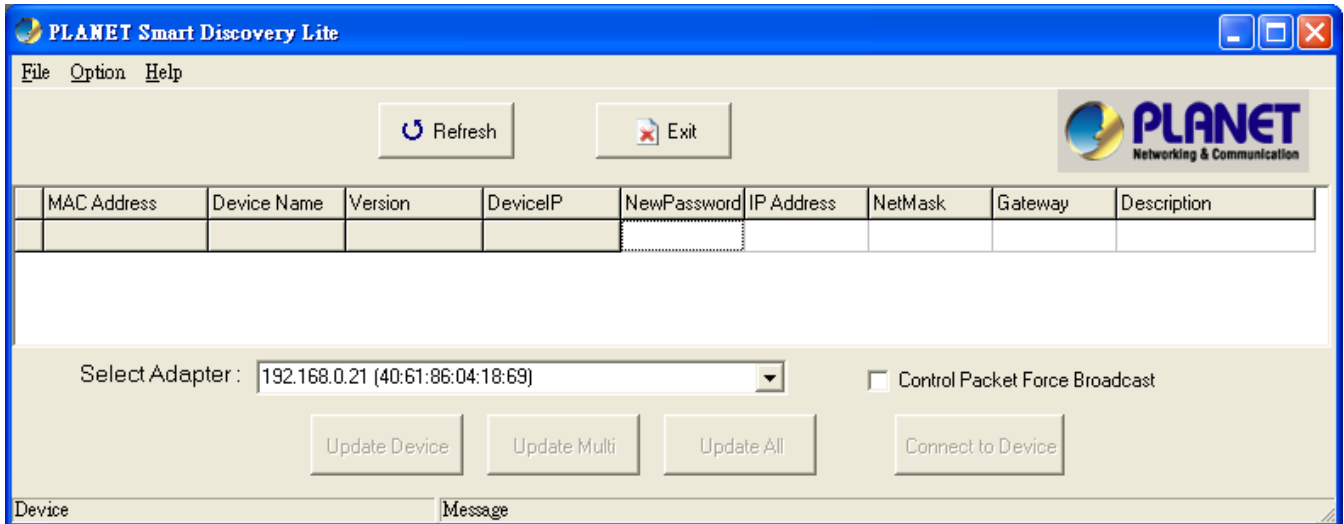 PLANET Smart Discovery Lite
File Option Help
Refresh Exit
PLANET
Networking & Communication
MAC Address Device Name Version DeviceIP NewPassword IP Address NetMask Gateway Description
Select Adapter : 192.168.0.21 (40:61:86:04:18:69) Control Packet Force Broadcast
Update Device Update Multi Update All Connect to Device
Device Message